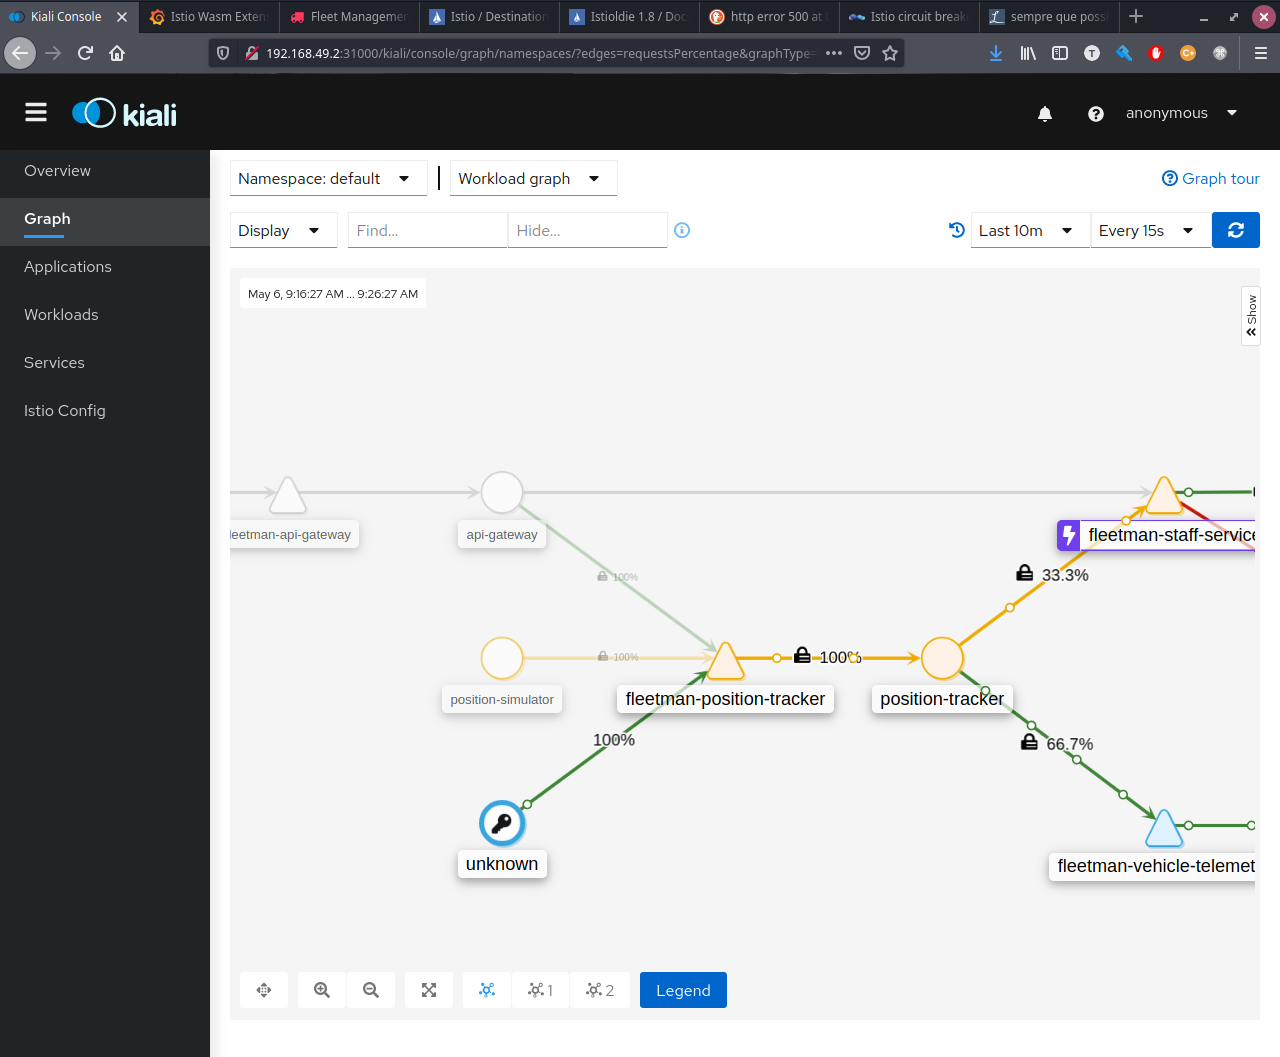 Kiali Console
Istio Wasm Exten
Fleet Managemen
Istio / Destination
Istioldie 1.8 / Doc
http error 500 at
Istio circuit break
sempre que poss
192.168.49.2:31000/kiali/console/graph/namespaces/?edges=requestsPercentage&graphType=
kiali
anonymous
Overview
Graph
Applications
Workloads
Services
Istio Config
Namespace: default
Workload graph
Graph tour
Display
Find...
Hide...
Last 10m
Every 15s
May 6, 9:16:27 AM ... 9:26:27 AM
Show
leetman-api-gateway
api-gateway
fleetman-staff-service
100%
33.3%
100%
100%
position-simulator
fleetman-position-tracker
position-tracker
100%
66.7%
unknown
fleetman-vehicle-telemet
1
2
Legend